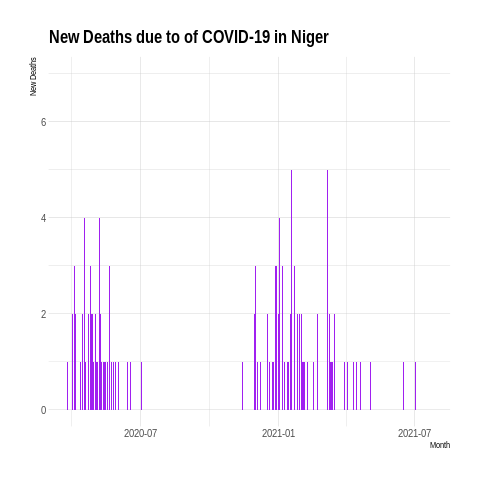 New Deaths due to of COVID-19 in Niger
New Deaths
6
4
2
0
2020-07
2021-01
2021-07
Month